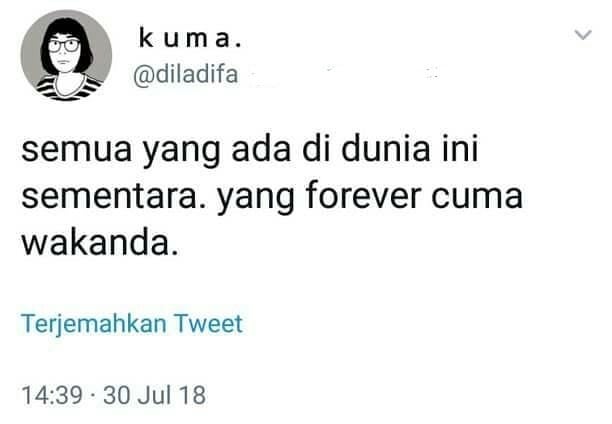 kuma.
@diladifa
semua yang ada di dunia ini
sementara. yang forever cuma
wakanda.
Terjemahkan Tweet
14:39 · 30 Jul 18